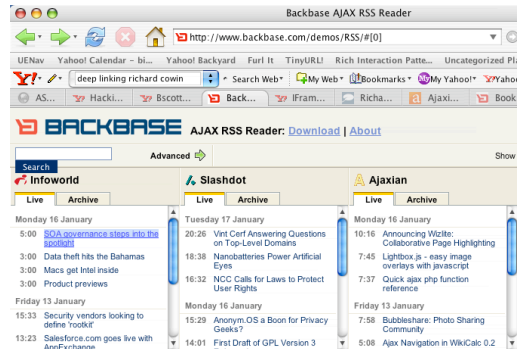 Backbase AJAX RSS Reader
http://www.backbase.com/demos/RSS/#[0]
UENav Yahoo! Calendar – bi... Yahoo! Backyard Furl It TinyURL! Rich Interaction Patte... Uncategorized Pl
Y! deep linking richard cowin Search Web My Web Bookmarks My Yahoo! Yaho
AS... Hacki... Bscott... Back... IFram... Richa... Ajaxi... Book
BACKBASE AJAX RSS Reader: Download | About
Advanced Show
Search
Infoworld
Live Archive
Monday 16 January
5:00 SOA governance steps into the
spotlight
3:00 Data theft hits the Bahamas
3:00 Macs get Intel inside
3:00 Product previews
Friday 13 January
15:33 Security vendors looking to
define 'rootkit'
13:23 Salesforce.com goes live with
AppExchange
Slashdot
Live Archive
Tuesday 17 January
20:26 Vint Cerf Answering Questions
on Top-Level Domains
18:38 Nanobatteries Power Artificial
Eyes
16:32 NCC Calls for Laws to Protect
User Rights
Monday 16 January
15:29 Anonym.OS a Boon for Privacy
Geeks?
14:01 First Draft of GPL Version 3
Ajaxian
Live Archive
Monday 16 January
10:16 Announcing Wizlite:
Collaborative Page Highlighting
7:45 Lightbox.js - easy image
overlays with javascript
7:37 Quick ajax php function
reference
Friday 13 January
7:58 Bubbleshare: Photo Sharing
Community
5:08 Ajax Navigation in WikiCalc 0.2